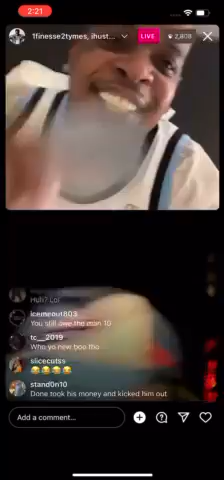 2:21
1finesse2tymes, ihust...
LIVE
2,808
Huh? Lol
icemeout803
You still owe the man 10
tc__2019
Who yo new boo tho
slicecutss
😂😂😂😂
stand0n10
Done took his money and kicked him out
Add a comment...